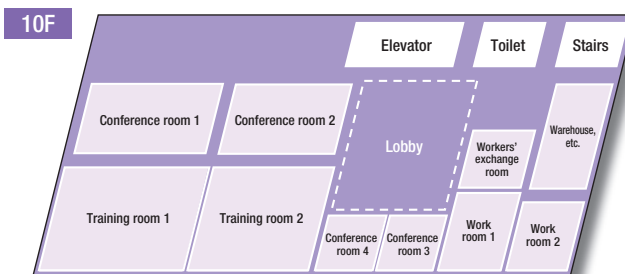 10F
Elevator
Toilet
Stairs
Conference room 1
Conference room 2
Lobby
Workers'
exchange
room
Warehouse,
etc.
Training room 1
Training room 2
Conference
room 4
Conference
room 3
Work
room 1
Work
room 2